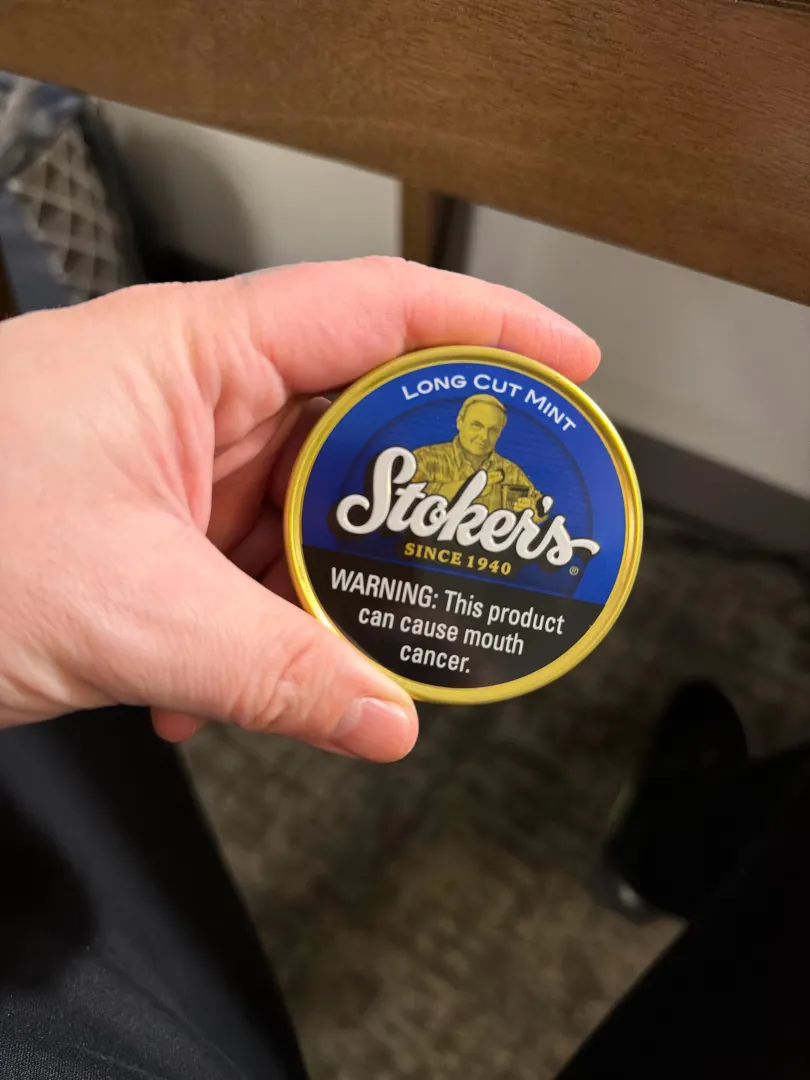 LONG CUT MINT
Stoker's
SINCE 1940
®
WARNING: This product
can cause mouth
cancer.